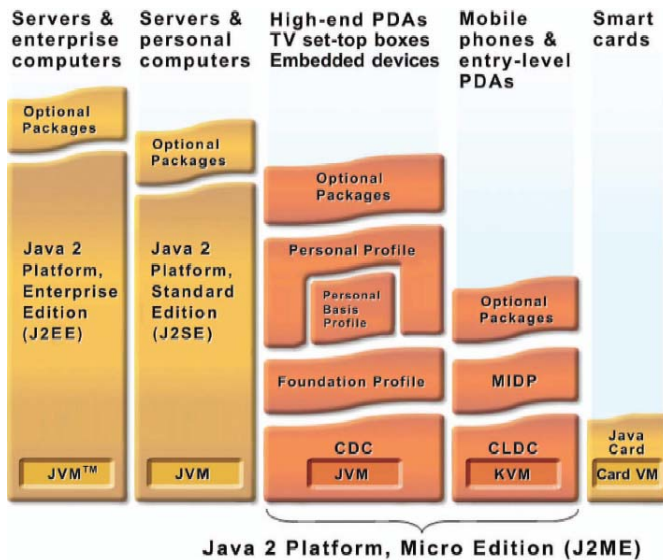 Servers &
enterprise
computers
Servers &
personal
computers
High-end PDAs
TV set-top boxes
Embedded devices
Mobile
phones &
entry-level
PDAs
Smart
cards
Optional
Packages
Java 2
Platform,
Enterprise
Edition
(J2EE)
JVM™
Optional
Packages
Java 2
Platform,
Standard
Edition
(J2SE)
JVM
Optional
Packages
Personal Profile
Personal
Basis
Profile
Foundation Profile
CDC
JVM
Optional
Packages
MIDP
CLDC
KVM
Java
Card
Card VM
Java 2 Platform, Micro Edition (J2ME)